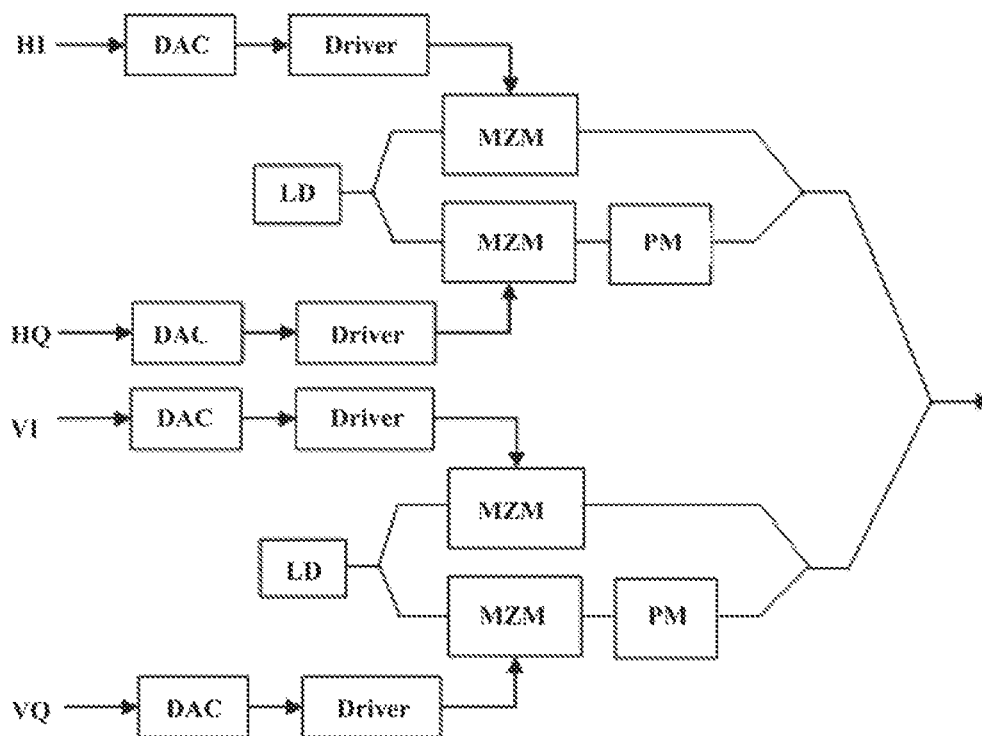 HI DAC Driver
MZM
LD
MZM PM
HQ DAC Driver
VI DAC Driver
MZM
LD
MZM PM
VQ DAC Driver